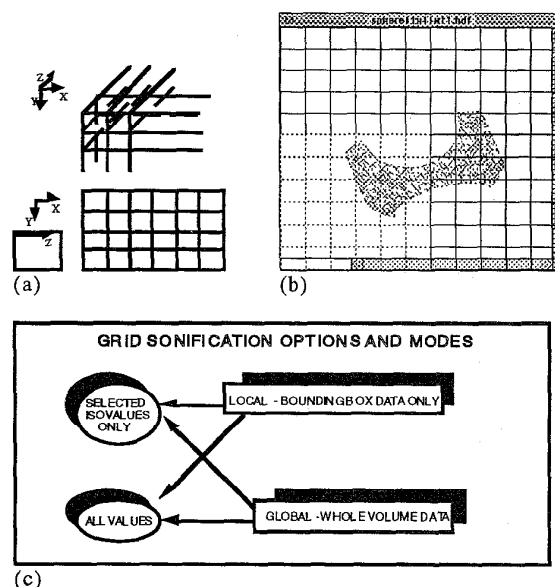 Z
X
Y
X
Y
Z
(a)
(b)
GRID SONIFICATION OPTIONS AND MODES
SELECTED
ISOVALUES
ONLY
LOCAL - BOUNDING BOX DATA ONLY
ALL VALUES
GLOBAL - WHOLE VOLUME DATA
(c)